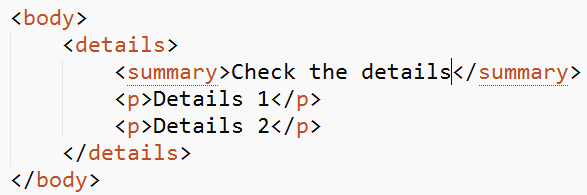 <body>
<details>
<summary>Check the details</summary>
<p>Details 1</p>
<p>Details 2</p>
</details>
</body>